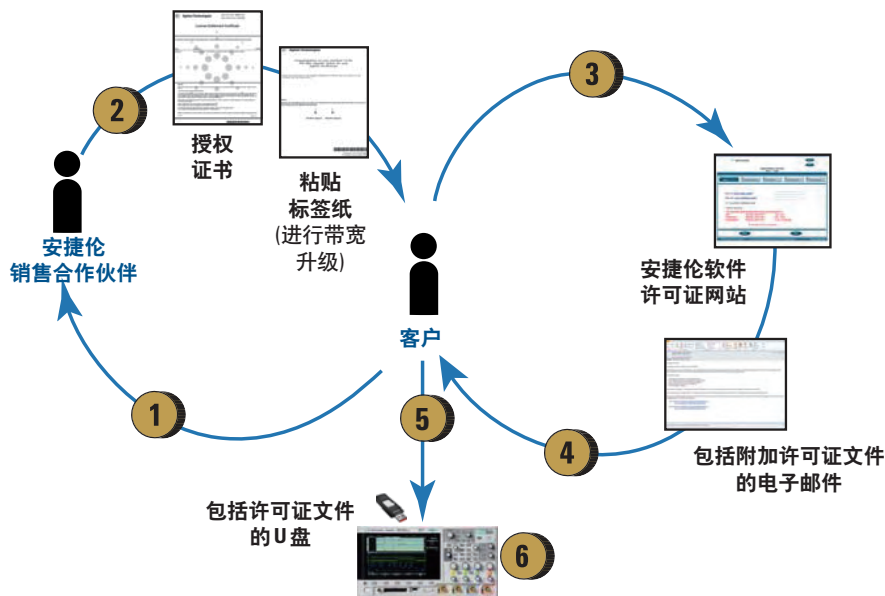 2
授权
证书
粘贴
标签纸
(进行带宽
升级)
3
安捷伦
销售合作伙伴
安捷伦软件
许可证网站
客户
1
5
4
包括附加许可证文件
的电子邮件
包括许可证文件
的U盘
6